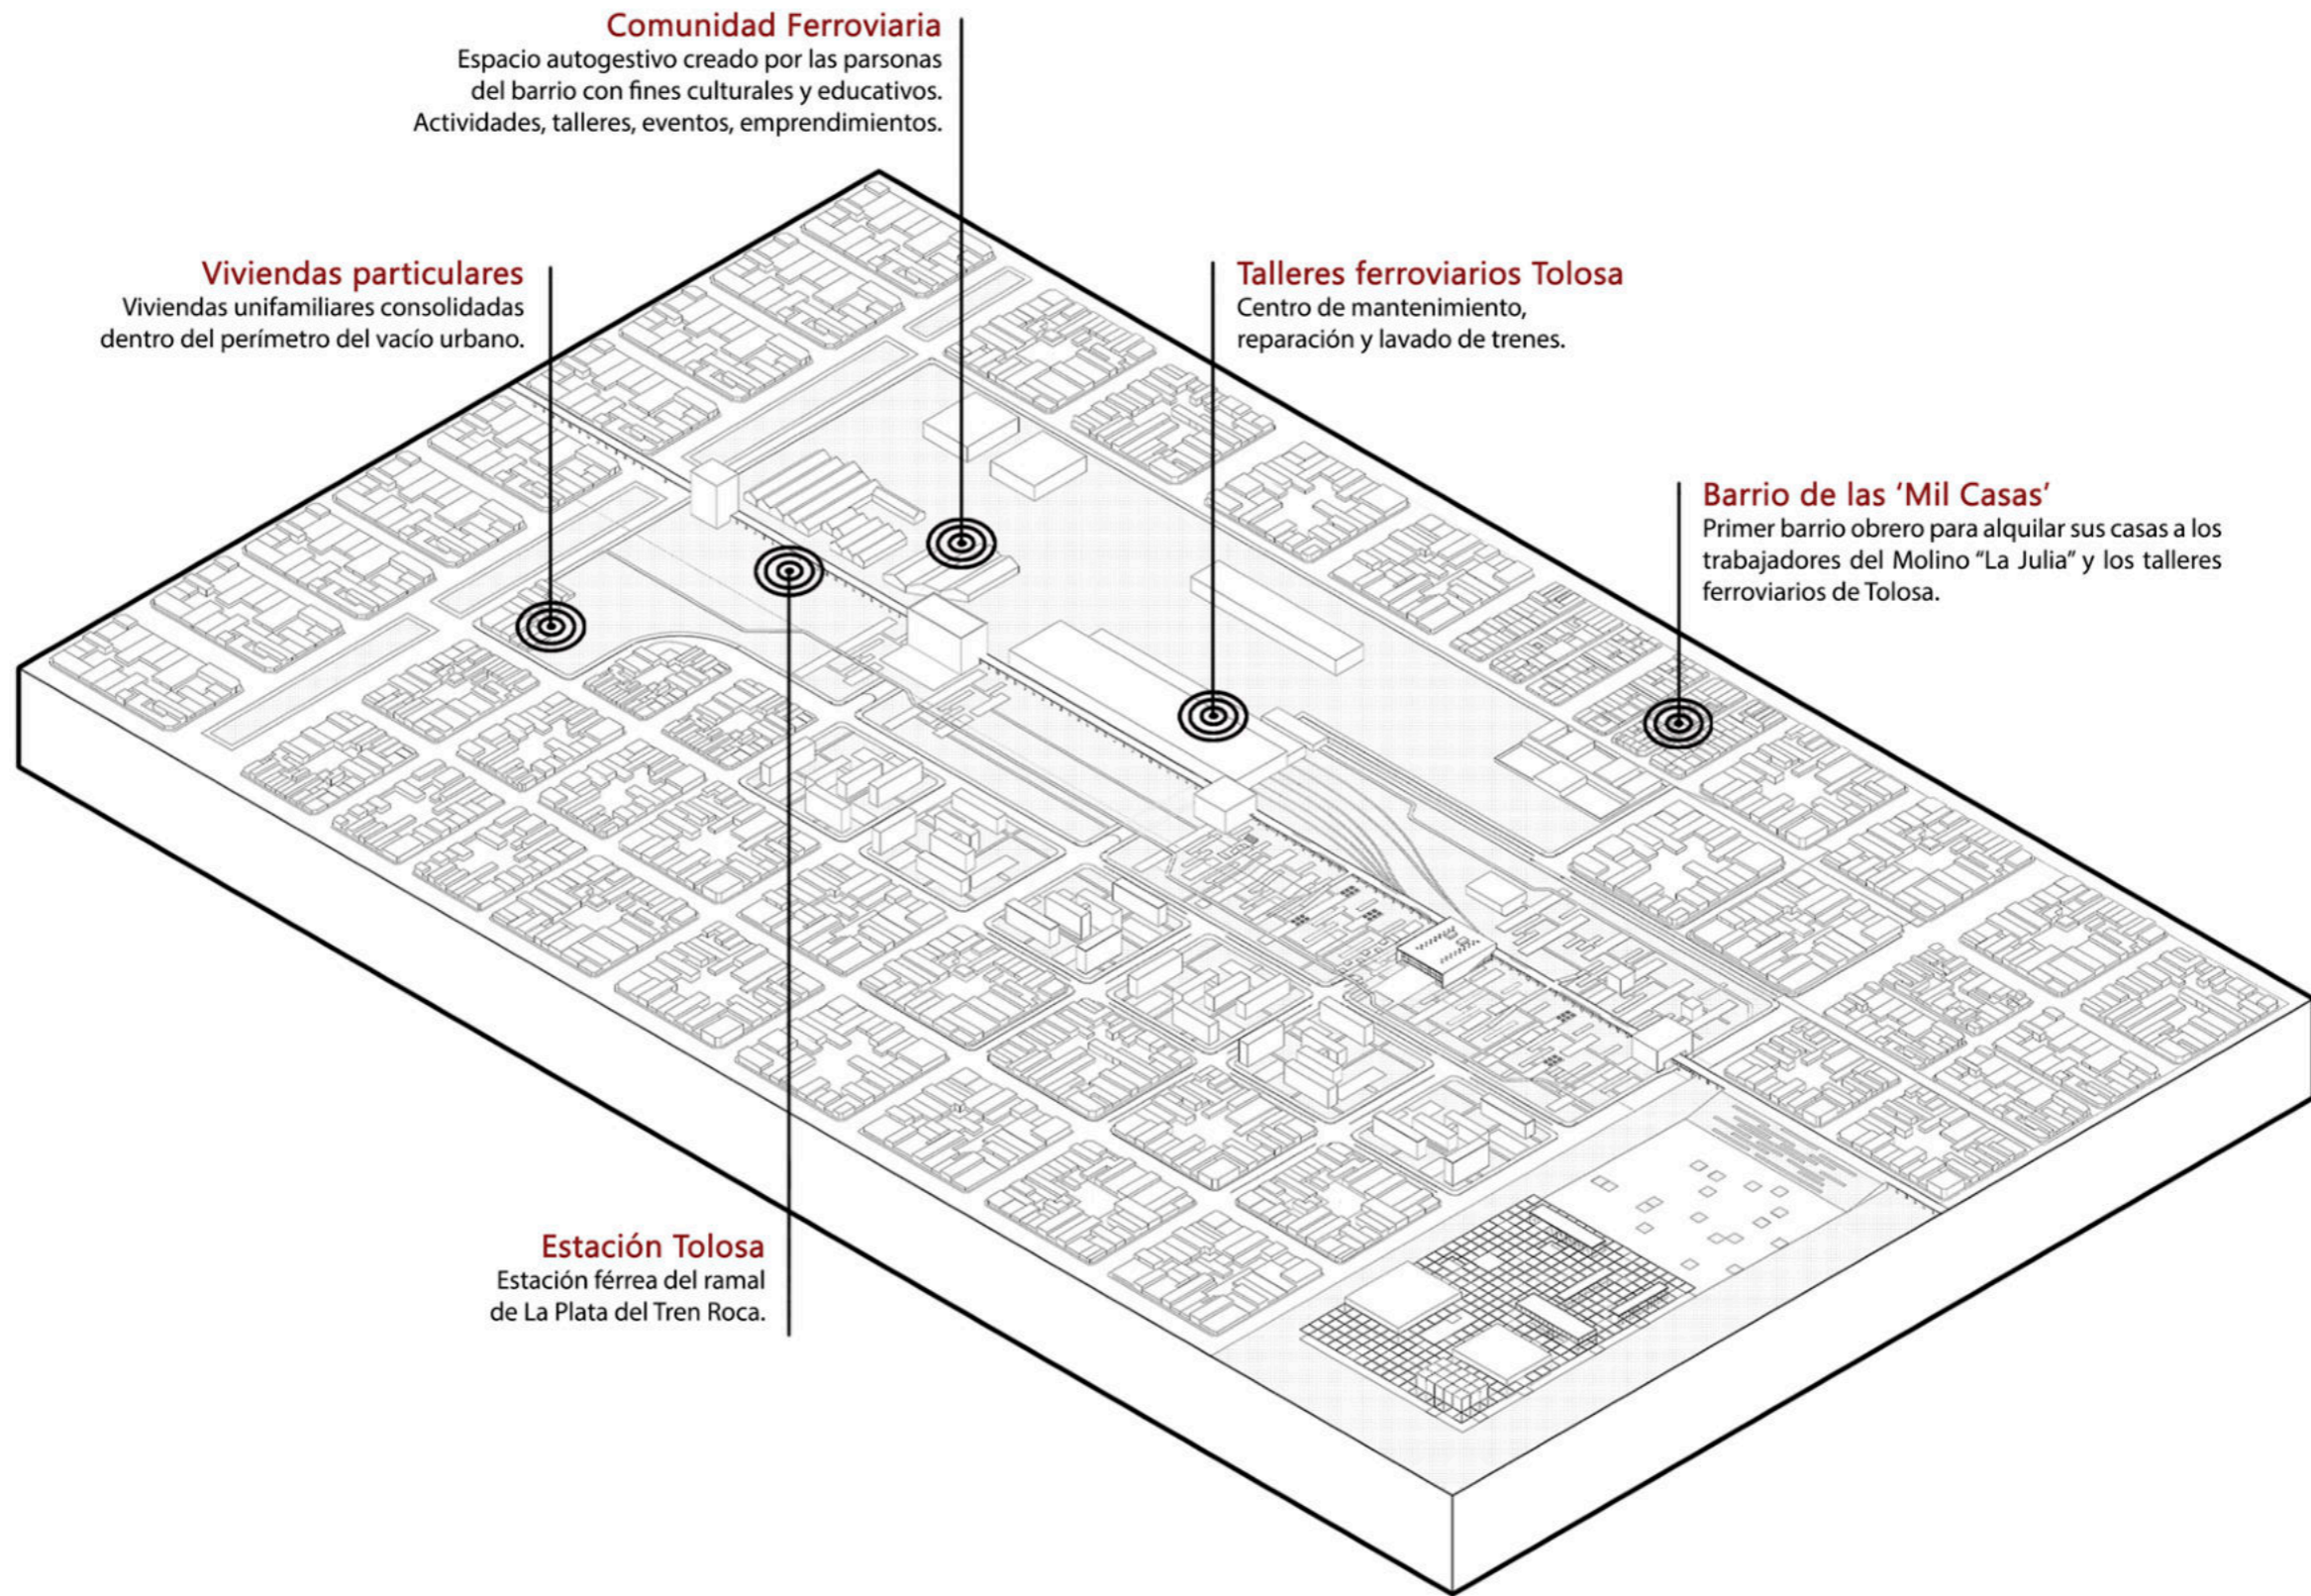 Comunidad Ferroviaria
Espacio autogestivo creado por las parsonas
del barrio con fines culturales y educativos.
Actividades, talleres, eventos, emprendimientos.
Viviendas particulares
Viviendas unifamiliares consolidadas
dentro del perímetro del vacío urbano.
Talleres ferroviarios Tolosa
Centro de mantenimiento,
reparación y lavado de trenes.
Barrio de las ‘Mil Casas’
Primer barrio obrero para alquilar sus casas a los
trabajadores del Molino “La Julia” y los talleres
ferroviarios de Tolosa.
Estación Tolosa
Estación férrea del ramal
de La Plata del Tren Roca.